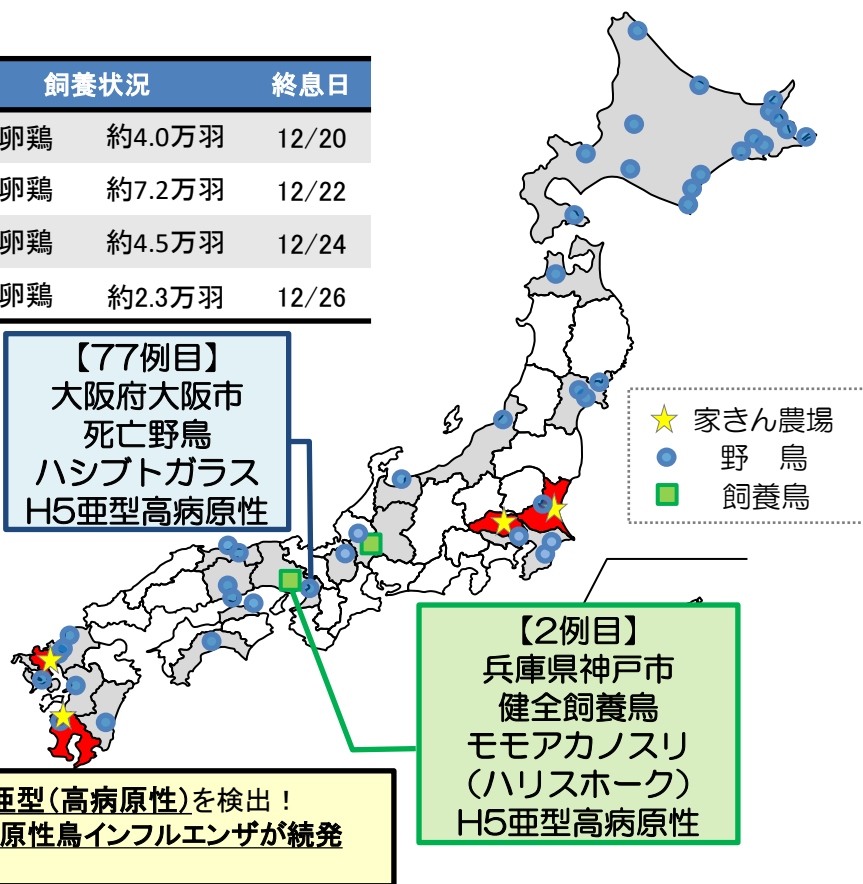 飼養状況 終息日
卵鶏 約4.0万羽 12/20
卵鶏 約7.2万羽 12/22
卵鶏 約4.5万羽 12/24
卵鶏 約2.3万羽 12/26
【77例目】
大阪府大阪市
死亡野鳥
ハシブトガラス
H5亜型高病原性
家きん農場
野 鳥
飼養鳥
【2例目】
兵庫県神戸市
健全飼養鳥
モモアカノスリ
(ハリスホーク)
H5亜型高病原性
亜型(高病原性)を検出!
原性鳥インフルエンザが続発